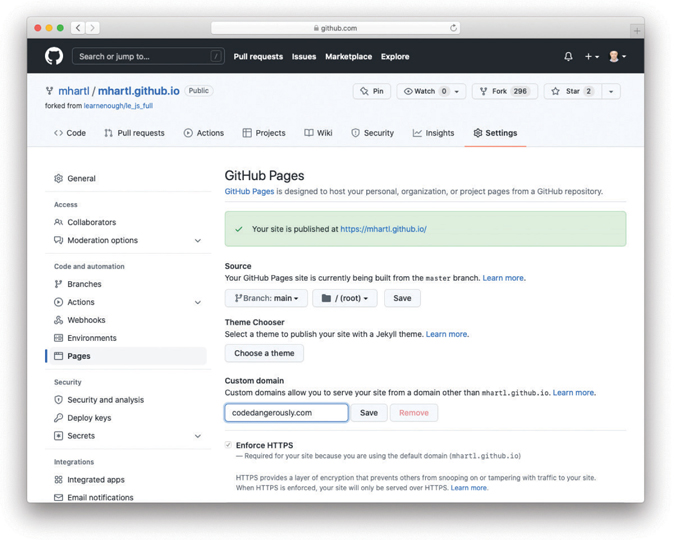 github.com
Search or jump to... /
Pull requests Issues Marketplace Explore
mhartl / mhartl.github.io Public
Pin Watch 0 Fork 296 Star 2
forked from learnenough/le_js_full
Code Pull requests Actions Projects Wiki Security Insights Settings
General
Access
Collaborators
Moderation options
Code and automation
Branches
Actions
Webhooks
Environments
Pages
Security
Security and analysis
Deploy keys
Secrets
Integrations
Integrated apps
Email notifications
GitHub Pages
GitHub Pages is designed to host your personal, organization, or project pages from a GitHub repository.
Your site is published at https://mhartl.github.io/
Source
Your GitHub Pages site is currently being built from the master branch. Learn more.
Branch: main / (root) Save
Theme Chooser
Select a theme to publish your site with a Jekyll theme. Learn more.
Choose a theme
Custom domain
Custom domains allow you to serve your site from a domain other than mhartl.github.io. Learn more.
codedangerously.com Save Remove
Enforce HTTPS
— Required for your site because you are using the default domain (mhartl.github.io)
HTTPS provides a layer of encryption that prevents others from snooping on or tampering with traffic to your site.
When HTTPS is enforced, your site will only be served over HTTPS. Learn more.